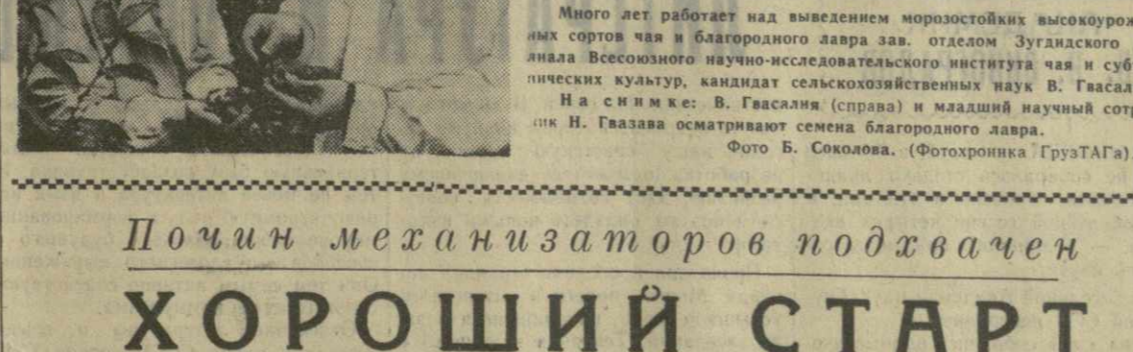 Много лет работает над выведением морозостойких высокоурож
ных сортов чая и благородного лавра зав. отделом Зугдидского
лиала Всесоюзного научно-исследовательского института чая и суб
пических культур, кандидат сельскохозяйственных наук В. Гвасал
На снимке: В. Гвасалия (справа) и младший научный сотр
ик Н. Гвазава осматривают семена благородного лавра.
Фото Б. Соколова. (Фотохроника ГрузТАГа).
Почин механизаторов подхвачен
ХОРОШИЙ СТАРТ